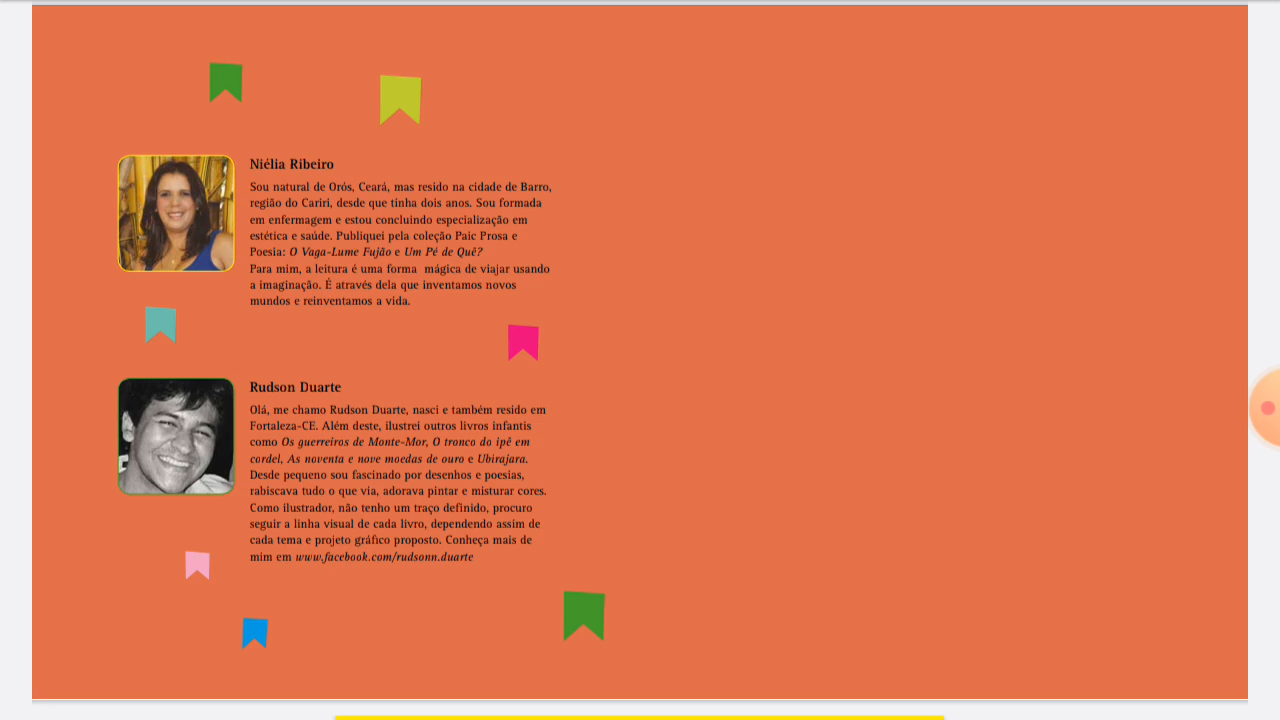 Niélia Ribeiro
Sou natural de Orós, Ceará, mas resido na cidade de Barro,
região do Cariri, desde que tinha dois anos. Sou formada
em enfermagem e estou concluindo especialização em
estética e saúde. Publiquei pela coleção Paic Prosa e
Poesia: O Vaga-Lume Fujão e Um Pé de Quê?
Para mim, a leitura é uma forma mágica de viajar usando
a imaginação. É através dela que inventamos novos
mundos e reinventamos a vida.
Rudson Duarte
Olá, me chamo Rudson Duarte, nasci e também resido em
Fortaleza-CE. Além deste, ilustrei outros livros infantis
como Os guerreiros de Monte-Mor, O tronco do ipê em
cordel, As noventa e nove moedas de ouro e Ubirajara.
Desde pequeno sou fascinado por desenhos e poesias,
rabiscava tudo o que via, adorava pintar e misturar cores.
Como ilustrador, não tenho um traço definido, procuro
seguir a linha visual de cada livro, dependendo assim de
cada tema e projeto gráfico proposto. Conheça mais de
mim em www.facebook.com/rudsonn.duarte